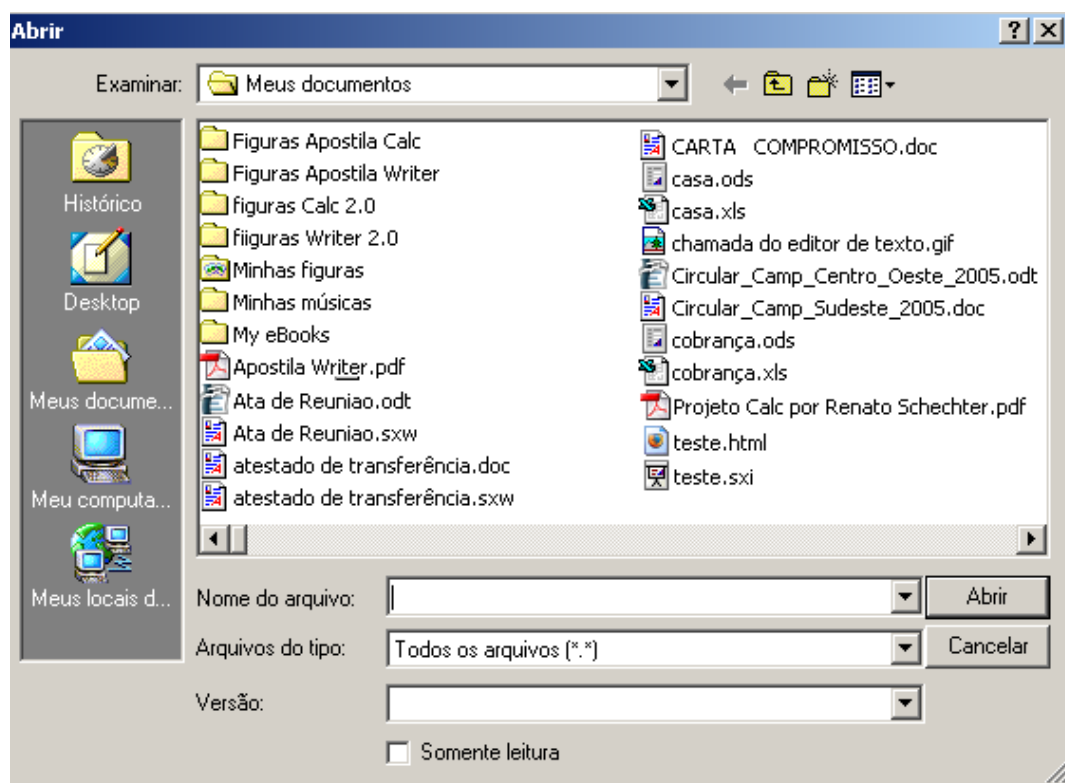 Abrir
Examinar:
Meus documentos
Histórico
Desktop
Meus docume...
Meu computa...
Meus locais d...
Figuras Apostila Calc
Figuras Apostila Writer
figuras Calc 2.0
fiiguras Writer 2.0
Minhas figuras
Minhas músicas
My eBooks
Apostila Writer.pdf
Ata de Reuniao.odt
Ata de Reuniao.sxw
atestado de transferência.doc
atestado de transferência.sxw
CARTA COMPROMISSO.doc
casa.ods
casa.xls
chamada do editor de texto.gif
Circular_Camp_Centro_Oeste_2005.odt
Circular_Camp_Sudeste_2005.doc
cobrança.ods
cobrança.xls
Projeto Calc por Renato Schechter.pdf
teste.html
teste.sxi
Nome do arquivo:
Abrir
Arquivos do tipo:
Todos os arquivos (*.*)
Cancelar
Versão:
Somente leitura